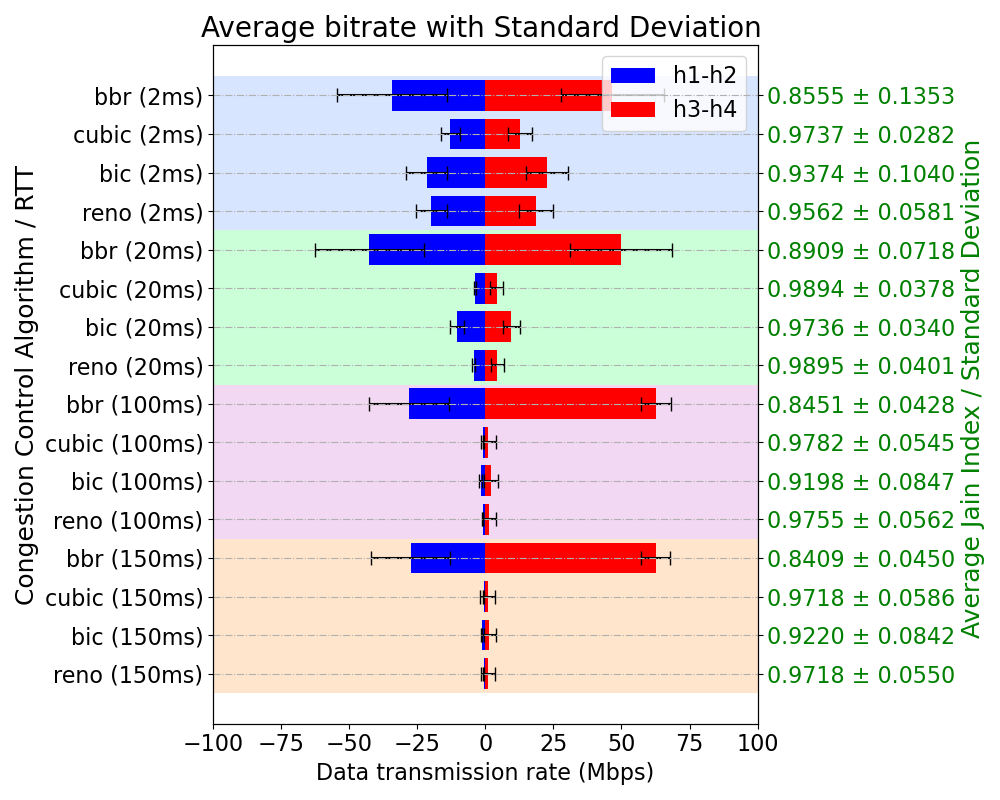 Average bitrate with Standard Deviation
h1-h2
h3-h4
Congestion Control Algorithm / RTT
bbr (2ms) 0.8555 ± 0.1353
cubic (2ms) 0.9737 ± 0.0282
bic (2ms) 0.9374 ± 0.1040
reno (2ms) 0.9562 ± 0.0581
bbr (20ms) 0.8909 ± 0.0718
cubic (20ms) 0.9894 ± 0.0378
bic (20ms) 0.9736 ± 0.0340
reno (20ms) 0.9895 ± 0.0401
bbr (100ms) 0.8451 ± 0.0428
cubic (100ms) 0.9782 ± 0.0545
bic (100ms) 0.9198 ± 0.0847
reno (100ms) 0.9755 ± 0.0562
bbr (150ms) 0.8409 ± 0.0450
cubic (150ms) 0.9718 ± 0.0586
bic (150ms) 0.9220 ± 0.0842
reno (150ms) 0.9718 ± 0.0550
Average Jain Index / Standard Deviation
−100 −75 −50 −25 0 25 50 75 100
Data transmission rate (Mbps)